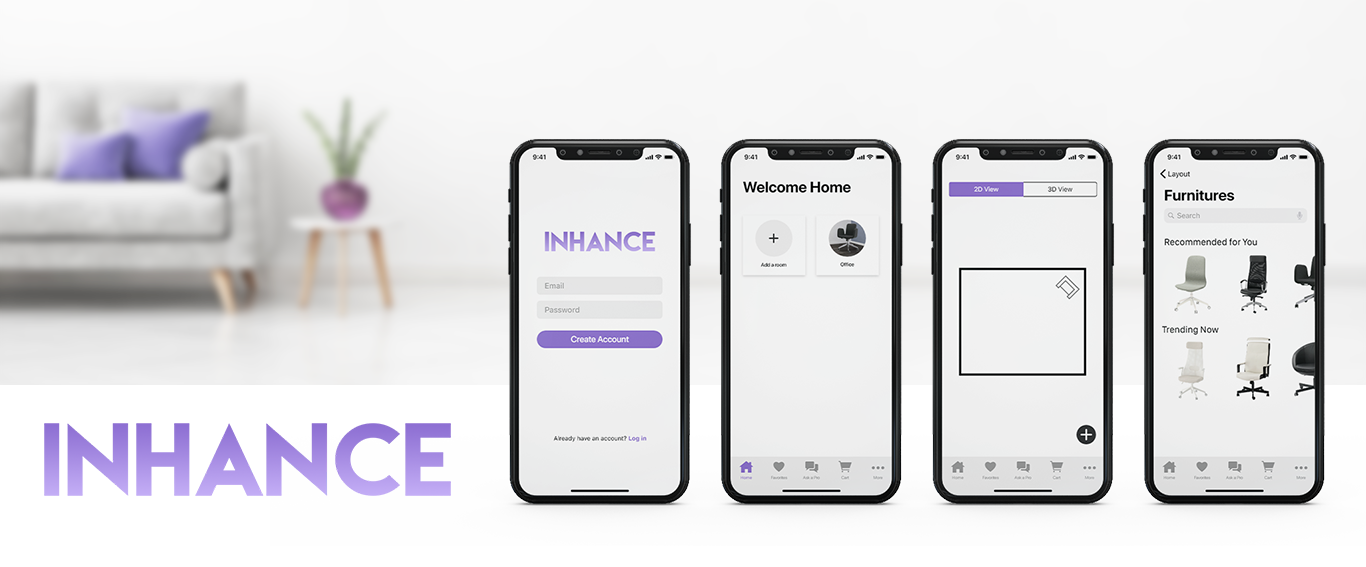 INHANCE
9:41
INHANCE
Email
Password
Create Account
Already have an account? Log in
9:41
Welcome Home
Add a room
Office
Home
Favorites
Ask a Pro
Cart
More
9:41
2D View
3D View
Home
Favorites
Ask a Pro
Cart
More
9:41
Layout
Furnitures
Search
Recommended for You
Trending Now
Home
Favorites
Ask a Pro
Cart
More